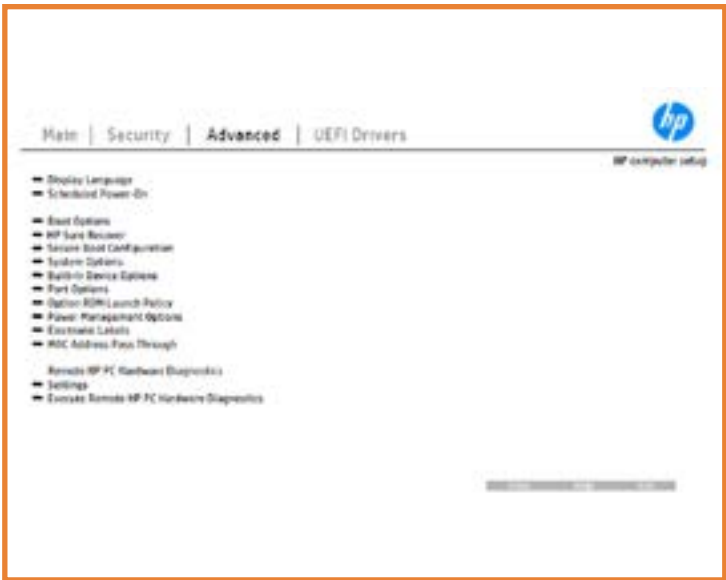 Main | Security | Advanced | UEFI Drivers
hp
HP computer setup
Display Language
Scheduled Power-On
Boot Options
HP Sure Recover
Secure Boot Configuration
System Options
Built-in Device Options
Port Options
Option ROM Launch Policy
Power Management Options
Electronic Labels
MAC Address Pass Through
Remote HP PC Hardware Diagnostics
Settings
Execute Remote HP PC Hardware Diagnostics